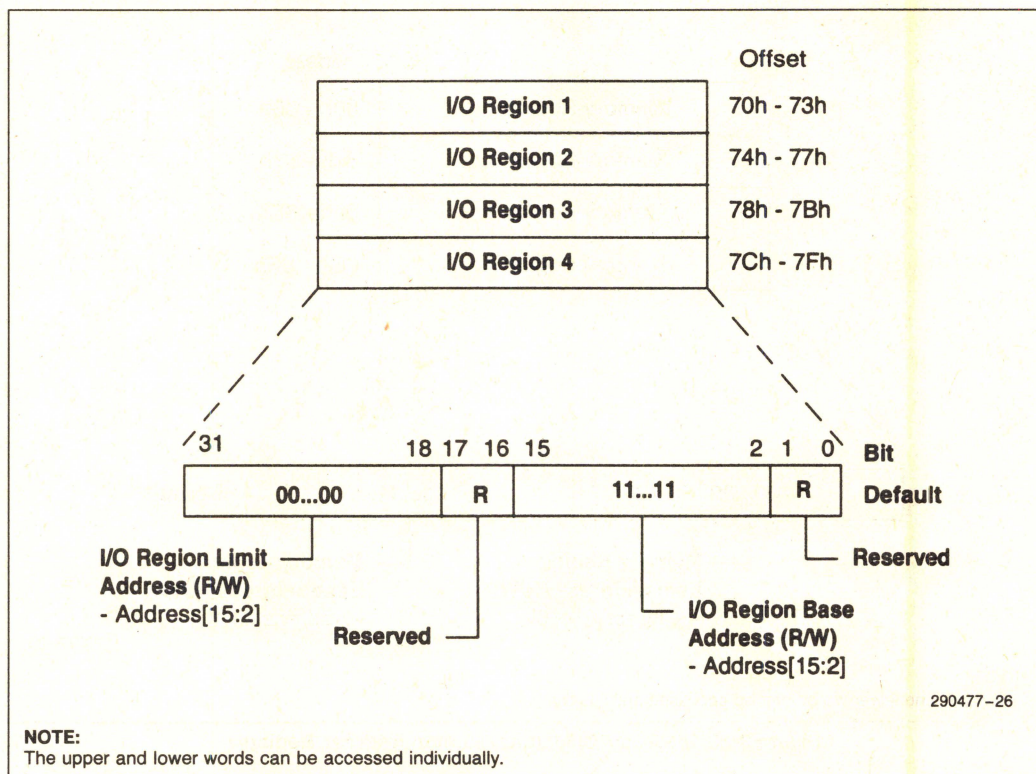 Offset
I/O Region 1 70h - 73h
I/O Region 2 74h - 77h
I/O Region 3 78h - 7Bh
I/O Region 4 7Ch - 7Fh
31 18 17 16 15 2 1 0 Bit
00...00 R 11...11 R Default
I/O Region Limit
Address (R/W)
- Address[15:2]
Reserved
I/O Region Base
Address (R/W)
- Address[15:2]
Reserved
290477-26
NOTE:
The upper and lower words can be accessed individually.